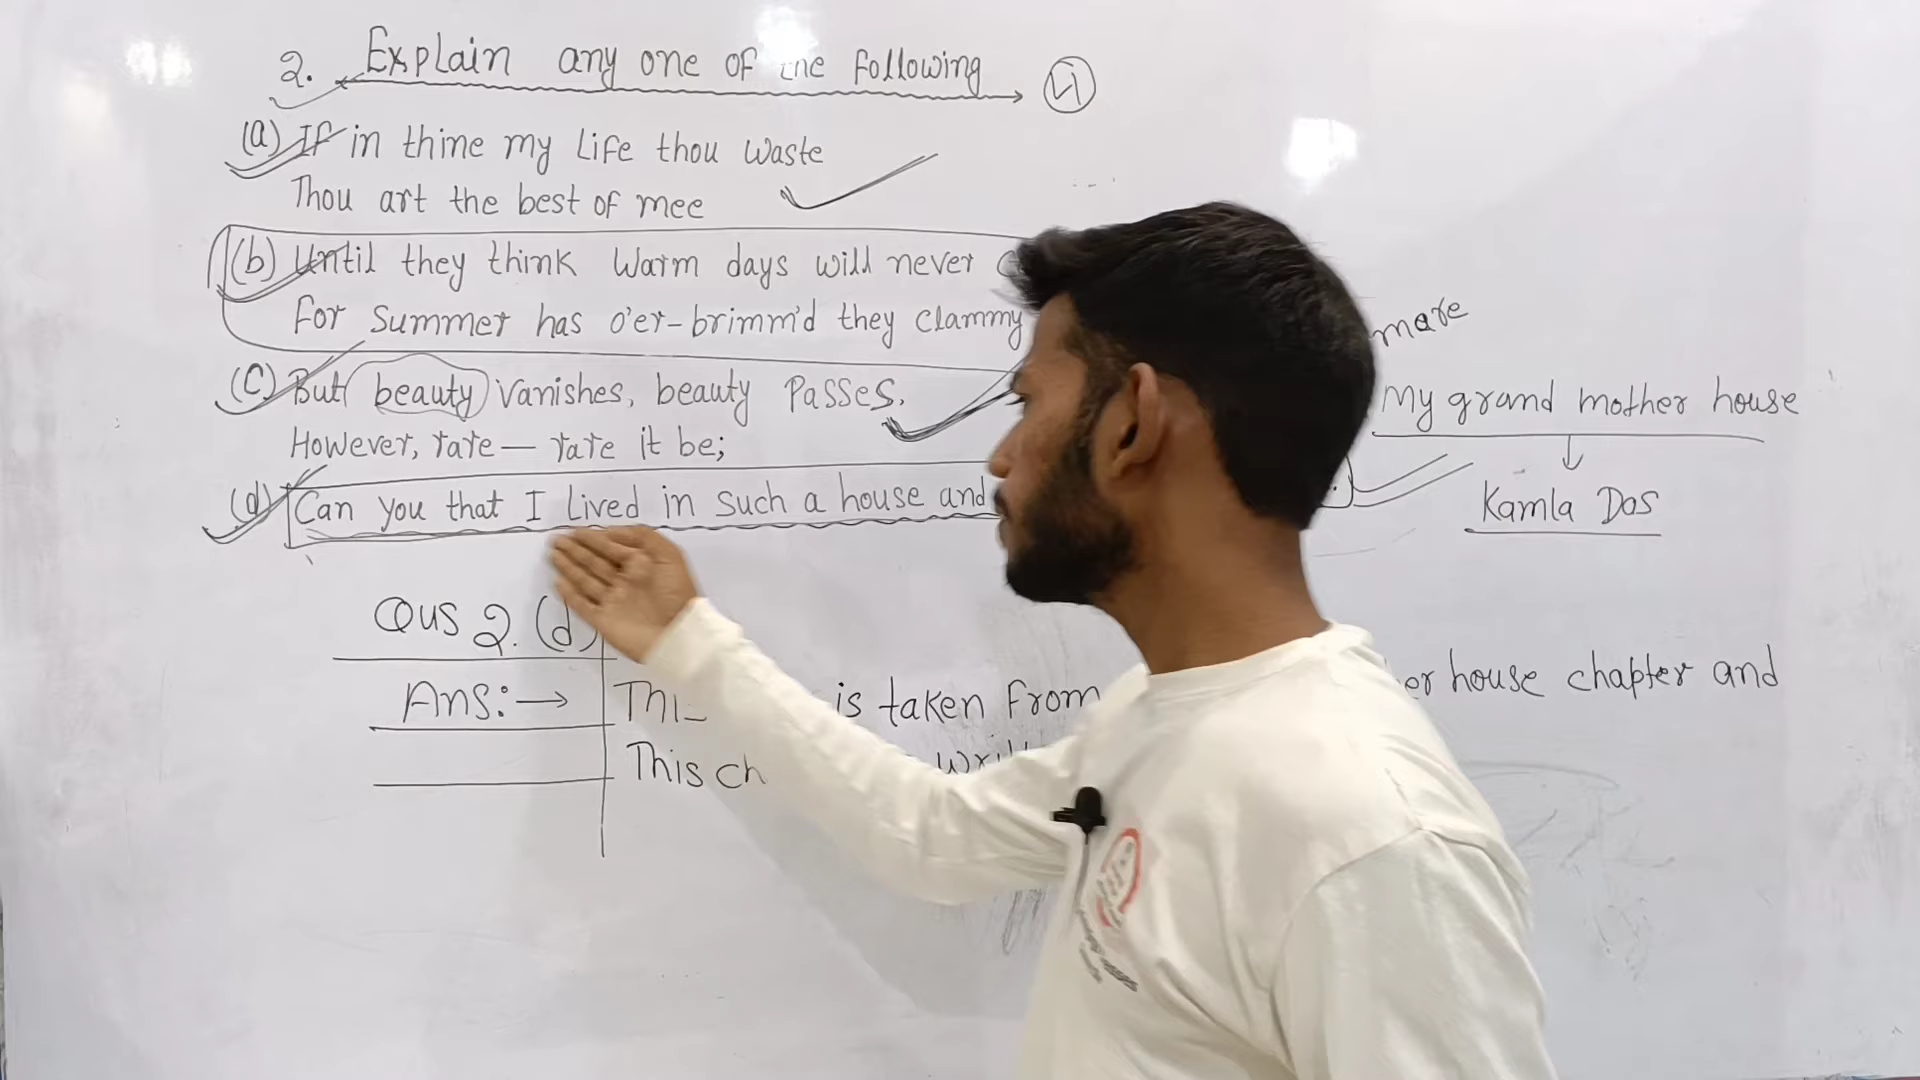 2. Explain any one of the following → 4
(a) If in thine my Life thou waste
Thou art the best of mee
(b) Until they think Warm days will never
For Summer has o'er-brimm'd they clammy
mare
(c) But beauty vanishes, beauty Passes.
However, rare — rare it be;
My grand mother house
Kamla Das
(d) Can you that I Lived in such a house and
Qus 2. (d)
Ans:→ is taken From house chapter and
This